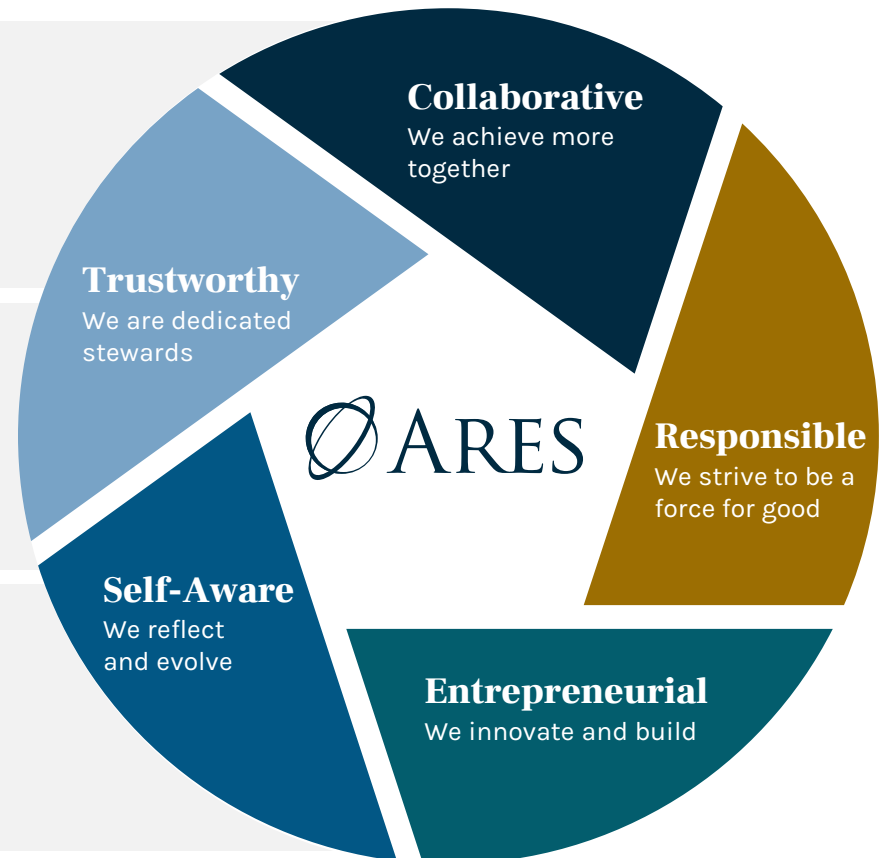 Collaborative
We achieve more
together
Responsible
We strive to be a
force for good
Entrepreneurial
We innovate and build
Self-Aware
We reflect
and evolve
Trustworthy
We are dedicated
stewards
ARES